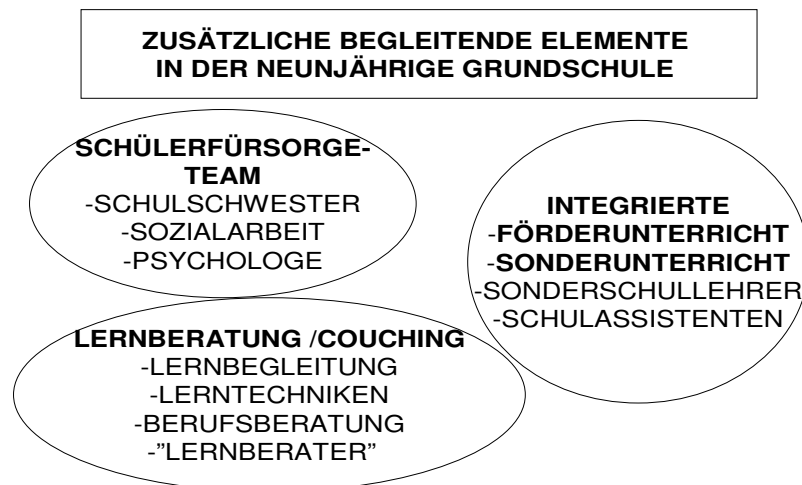 ZUSÄTZLICHE BEGLEITENDE ELEMENTE
IN DER NEUNJÄHRIGE GRUNDSCHULE
SCHÜLERFÜRSORGE-
TEAM
-SCHULSCHWESTER
-SOZIALARBEIT
-PSYCHOLOGE
INTEGRIERTE
-FÖRDERUNTERRICHT
-SONDERUNTERRICHT
-SONDERSCHULLEHRER
-SCHULASSISTENTEN
LERNBERATUNG /COUCHING
-LERNBEGLEITUNG
-LERNTECHNIKEN
-BERUFSBERATUNG
-”LERNBERATER”